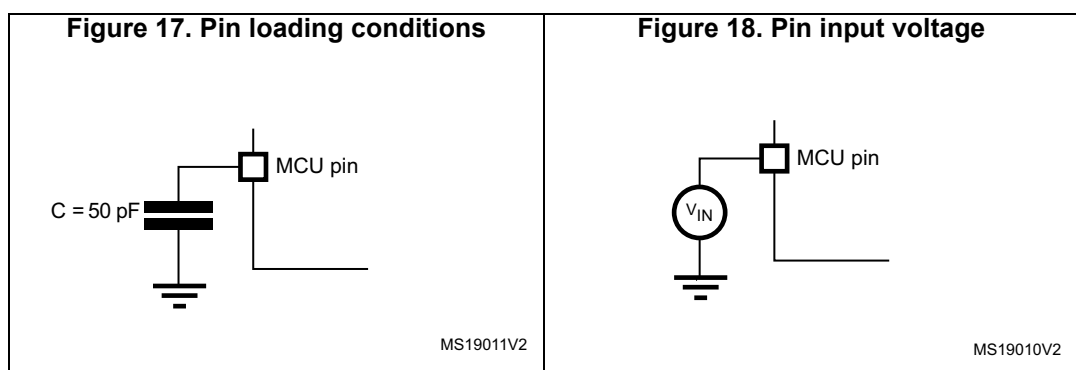 Figure 17. Pin loading conditions
MCU pin
C = 50 pF
MS19011V2
Figure 18. Pin input voltage
MCU pin
VIN
MS19010V2